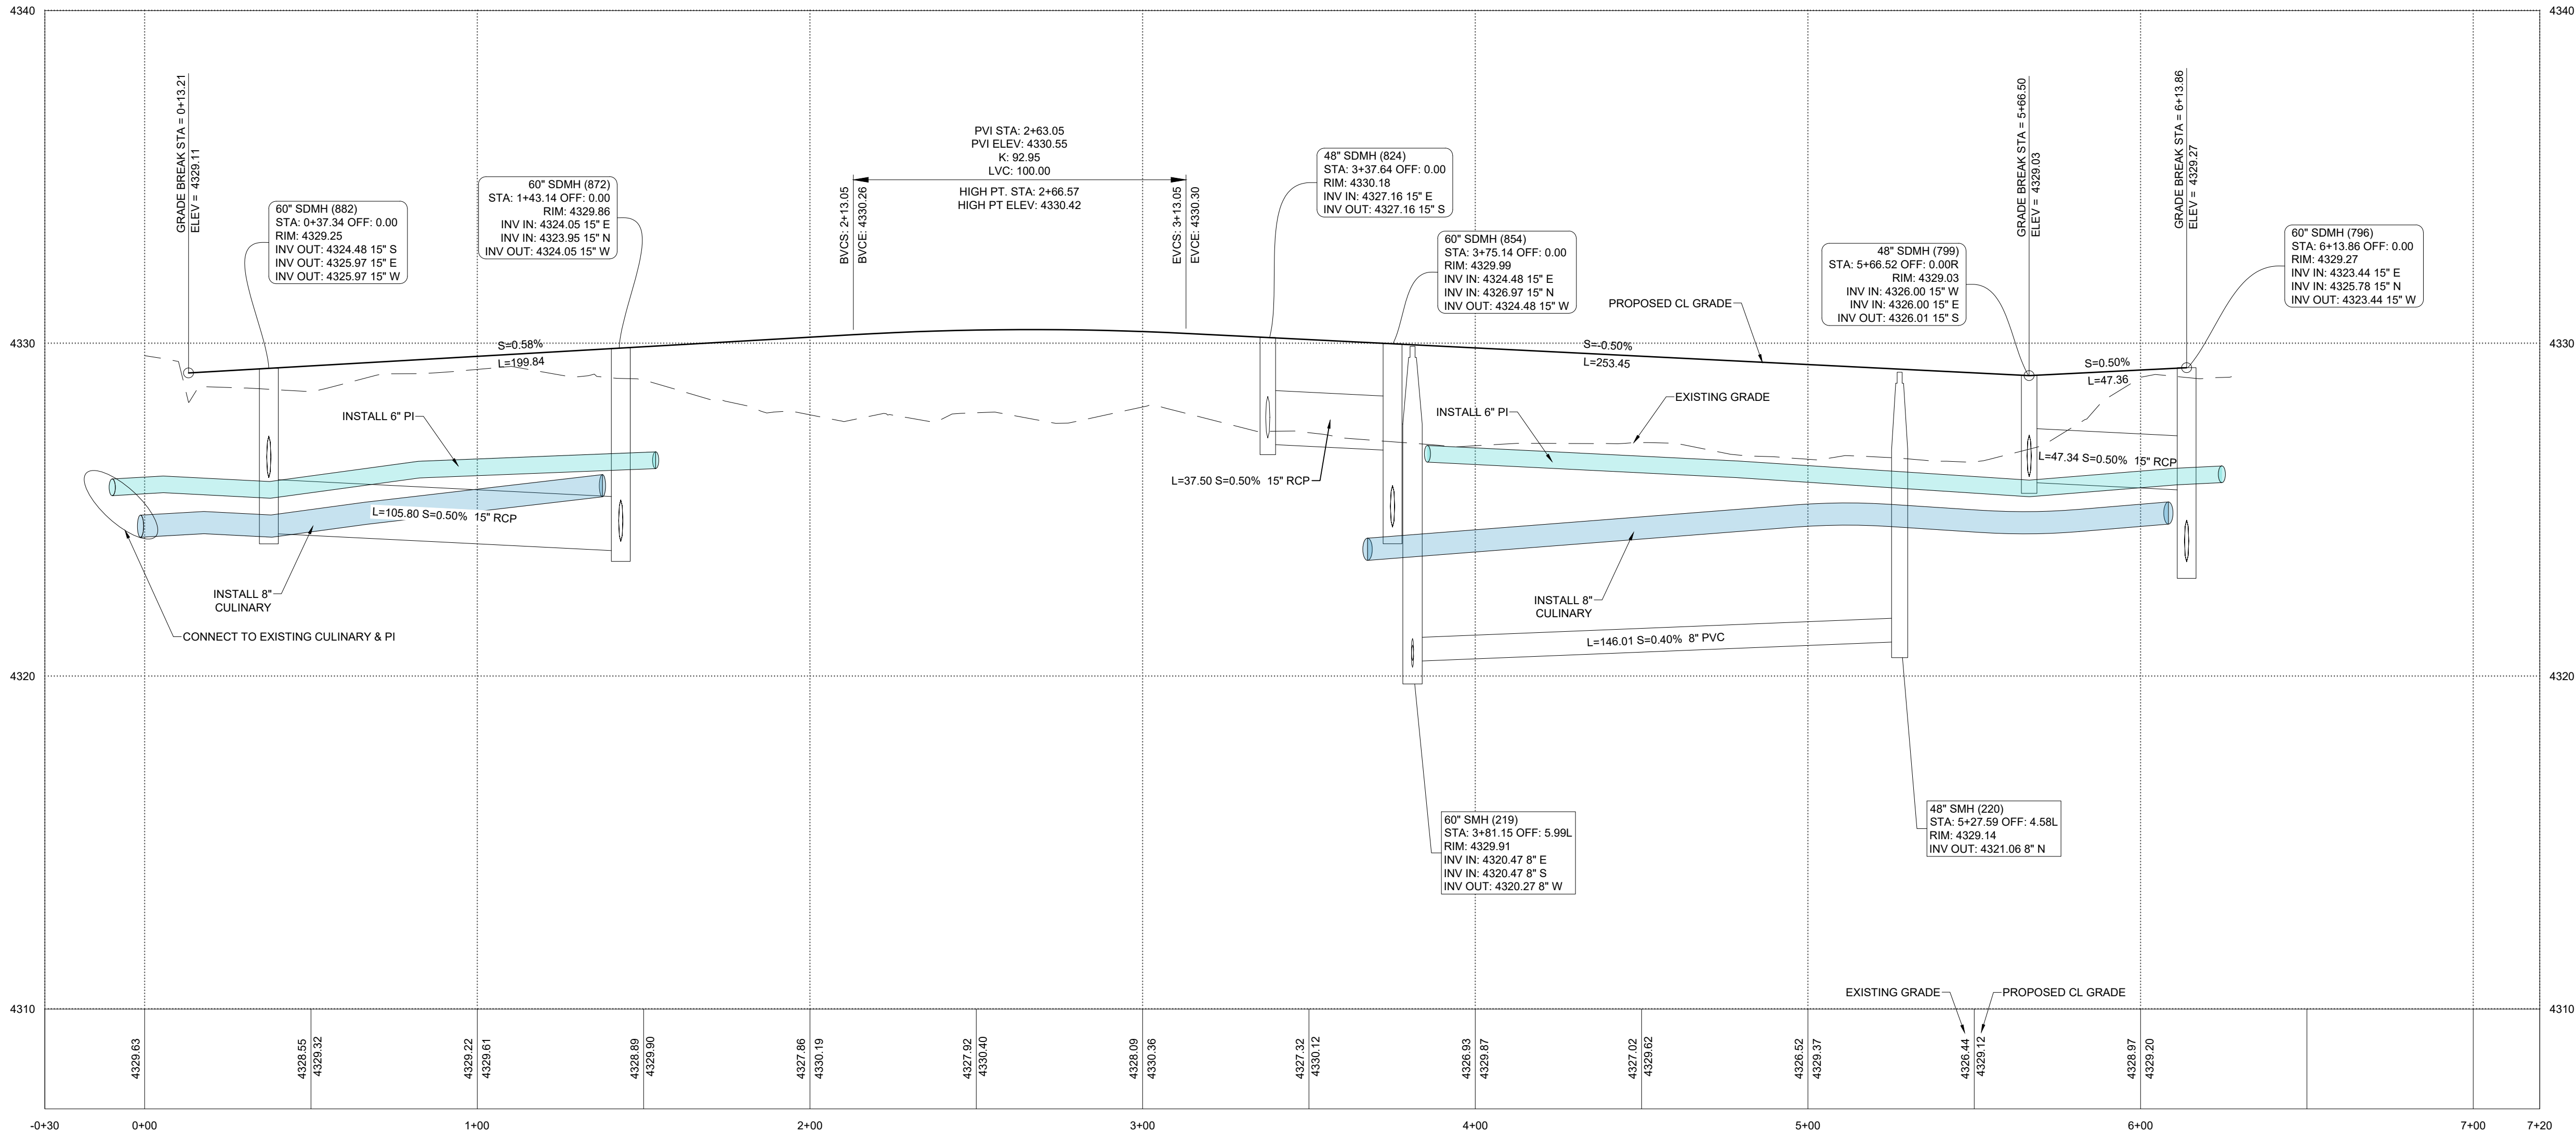 4340
4340
GRADE BREAK STA = 0+13.21
ELEV = 4329.11
60" SDMH (882)
STA: 0+37.34 OFF: 0.00
RIM: 4329.25
INV OUT: 4324.48 15" S
INV OUT: 4325.97 15" E
INV OUT: 4325.97 15" W
60" SDMH (872)
STA: 1+43.14 OFF: 0.00
RIM: 4329.86
INV IN: 4324.05 15" E
INV IN: 4323.95 15" N
INV OUT: 4324.05 15" W
BVCS: 2+13.05
BVCE: 4330.26
PVI STA: 2+63.05
PVI ELEV: 4330.55
K: 92.95
LVC: 100.00
HIGH PT. STA: 2+66.57
HIGH PT ELEV: 4330.42
EVCS: 3+13.05
EVCE: 4330.30
48" SDMH (824)
STA: 3+37.64 OFF: 0.00
RIM: 4330.18
INV IN: 4327.16 15" E
INV OUT: 4327.16 15" S
60" SDMH (854)
STA: 3+75.14 OFF: 0.00
RIM: 4329.99
INV IN: 4324.48 15" E
INV IN: 4326.97 15" N
INV OUT: 4324.48 15" W
PROPOSED CL GRADE
48" SDMH (799)
STA: 5+66.52 OFF: 0.00R
RIM: 4329.03
INV IN: 4326.00 15" W
INV IN: 4326.00 15" E
INV OUT: 4326.01 15" S
GRADE BREAK STA = 5+66.50
ELEV = 4329.03
GRADE BREAK STA = 6+13.86
ELEV = 4329.27
60" SDMH (796)
STA: 6+13.86 OFF: 0.00
RIM: 4329.27
INV IN: 4323.44 15" E
INV IN: 4325.78 15" N
INV OUT: 4323.44 15" W
4330
4330
S=0.58%
L=199.84
S=-0.50%
L=253.45
S=0.50%
L=47.36
INSTALL 6" PI
INSTALL 6" PI
EXISTING GRADE
L=37.50 S=0.50%  15" RCP
L=47.34 S=0.50%  15" RCP
L=105.80 S=0.50%  15" RCP
INSTALL 8"
CULINARY
CONNECT TO EXISTING CULINARY & PI
INSTALL 8"
CULINARY
L=146.01 S=0.40%  8" PVC
4320
4320
60" SMH (219)
STA: 3+81.15 OFF: 5.99L
RIM: 4329.91
INV IN: 4320.47 8" E
INV IN: 4320.47 8" S
INV OUT: 4320.27 8" W
48" SMH (220)
STA: 5+27.59 OFF: 4.58L
RIM: 4329.14
INV OUT: 4321.06 8" N
EXISTING GRADE
PROPOSED CL GRADE
4310
4310
4329.63
4328.55
4329.32
4329.22
4329.61
4328.89
4329.90
4327.86
4330.19
4327.92
4330.40
4328.09
4330.36
4327.32
4330.12
4326.93
4329.87
4327.02
4329.62
4326.52
4329.37
4326.44
4329.12
4328.97
4329.20
-0+30
0+00
1+00
2+00
3+00
4+00
5+00
6+00
7+00
7+20